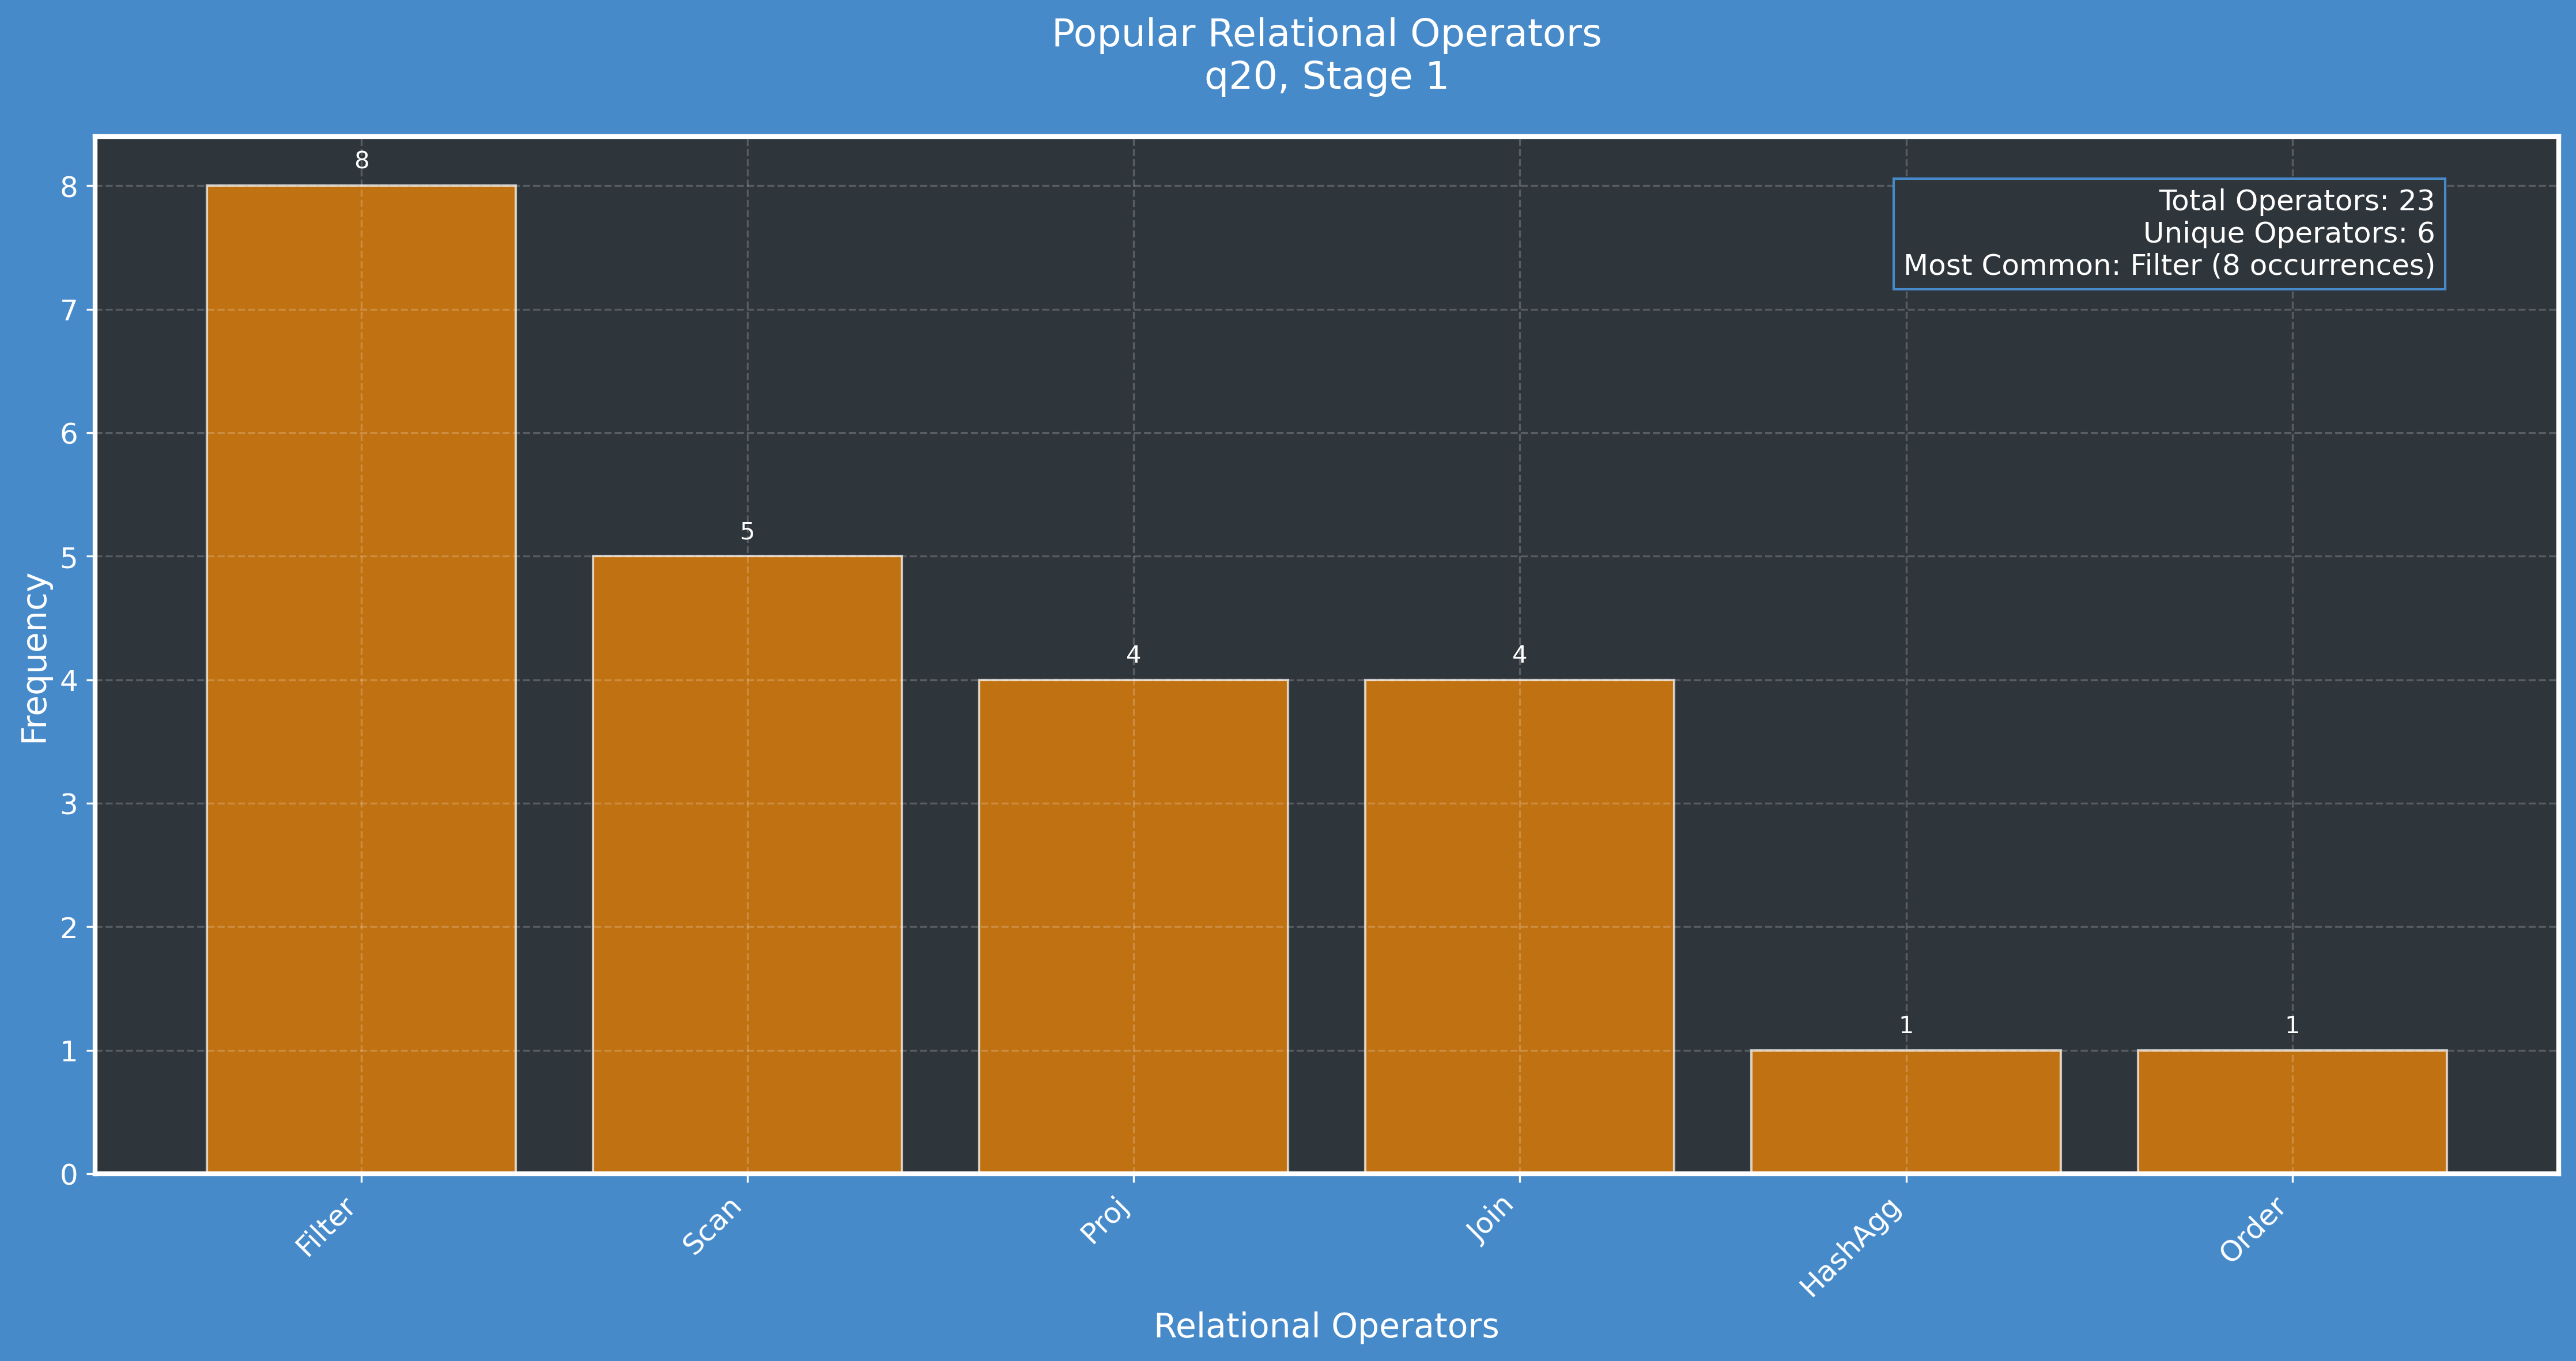 Popular Relational Operators
q20, Stage 1
8
Total Operators: 23
Unique Operators: 6
Most Common: Filter (8 occurrences)
8
7
6
5
4
3
2
1
0
5
4
4
1
1
Frequency
Filter
Scan
Proj
Join
HashAgg
Order
Relational Operators